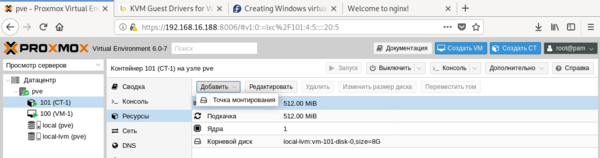 pve - Proxmox Virtual Env
KVM Guest Drivers for W
Creating Windows virtua
Welcome to nginx!
https://192.168.16.188:8006/#v1:0:=lxc%2F101:4:5::::20:5
PROXMOX Virtual Environment 6.0-7 Документация Создать VM Создать CT root@pam
Просмотр серверов
Датацентр
pve
101 (CT-1)
100 (VM-1)
local (pve)
local-lvm (pve)
Контейнер 101 (CT-1) на узле pve Запуск Выключить Консоль Дополнительно Справка
Сводка
Консоль
Ресурсы
Сеть
DNS
Добавить Редактировать Удалить Изменить размер диска Переместить том
Точка монтирования
512.00 MiB
Подкачка 512.00 MiB
Ядра 1
Корневой диск local-lvm:vm-101-disk-0,size=8G